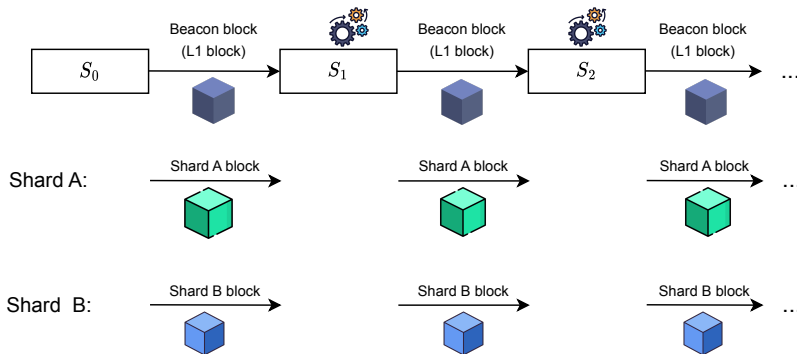 Beacon block
(L1 block)
Beacon block
(L1 block)
Beacon block
(L1 block)
S₀
S₁
S₂
...
Shard A:
Shard A block
Shard A block
Shard A block
...
Shard B:
Shard B block
Shard B block
Shard B block
...